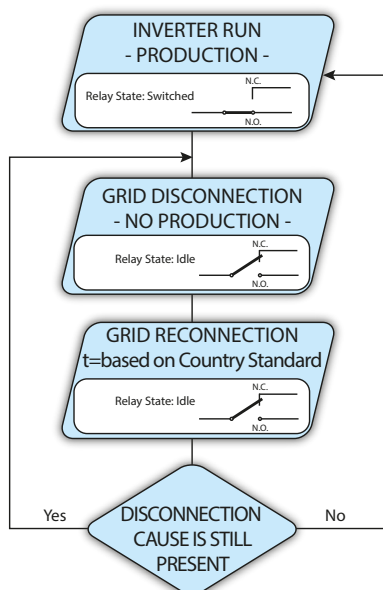 INVERTER RUN
- PRODUCTION -
N.C.
Relay State: Switched
N.O.
GRID DISCONNECTION
- NO PRODUCTION -
N.C.
Relay State: Idle
N.O.
GRID RECONNECTION
t=based on Country Standard
N.C.
Relay State: Idle
N.O.
Yes
No
DISCONNECTION
CAUSE IS STILL
PRESENT